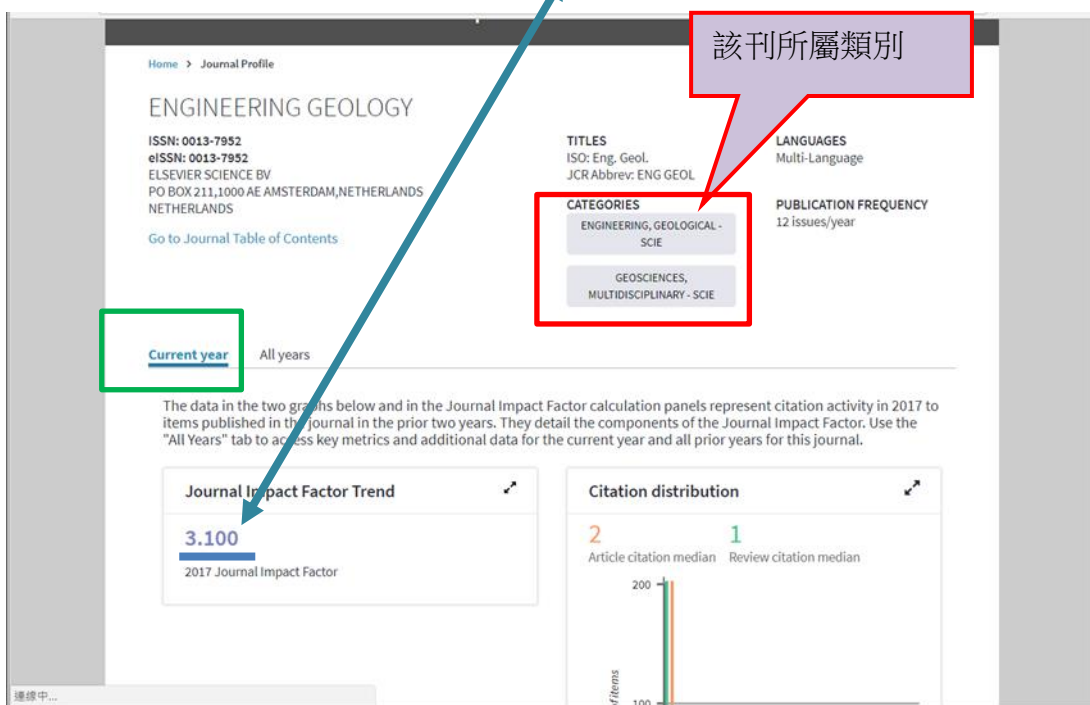 該刊所屬類別
Home > Journal Profile
ENGINEERING GEOLOGY
ISSN: 0013-7952
eISSN: 0013-7952
ELSEVIER SCIENCE BV
PO BOX 211,1000 AE AMSTERDAM,NETHERLANDS
NETHERLANDS
Go to Journal Table of Contents
TITLES
ISO: Eng. Geol.
JCR Abbrev: ENG GEOL
CATEGORIES
ENGINEERING, GEOLOGICAL -
SCIE
GEOSCIENCES,
MULTIDISCIPLINARY - SCIE
LANGUAGES
Multi-Language
PUBLICATION FREQUENCY
12 issues/year
Current year
All years
The data in the two graphs below and in the Journal Impact Factor calculation panels represent citation activity in 2017 to
items published in the journal in the prior two years. They detail the components of the Journal Impact Factor. Use the
"All Years" tab to access key metrics and additional data for the current year and all prior years for this journal.
Journal Impact Factor Trend
3.100
2017 Journal Impact Factor
Citation distribution
2
Article citation median
1
Review citation median
200
of items
100
連線中...